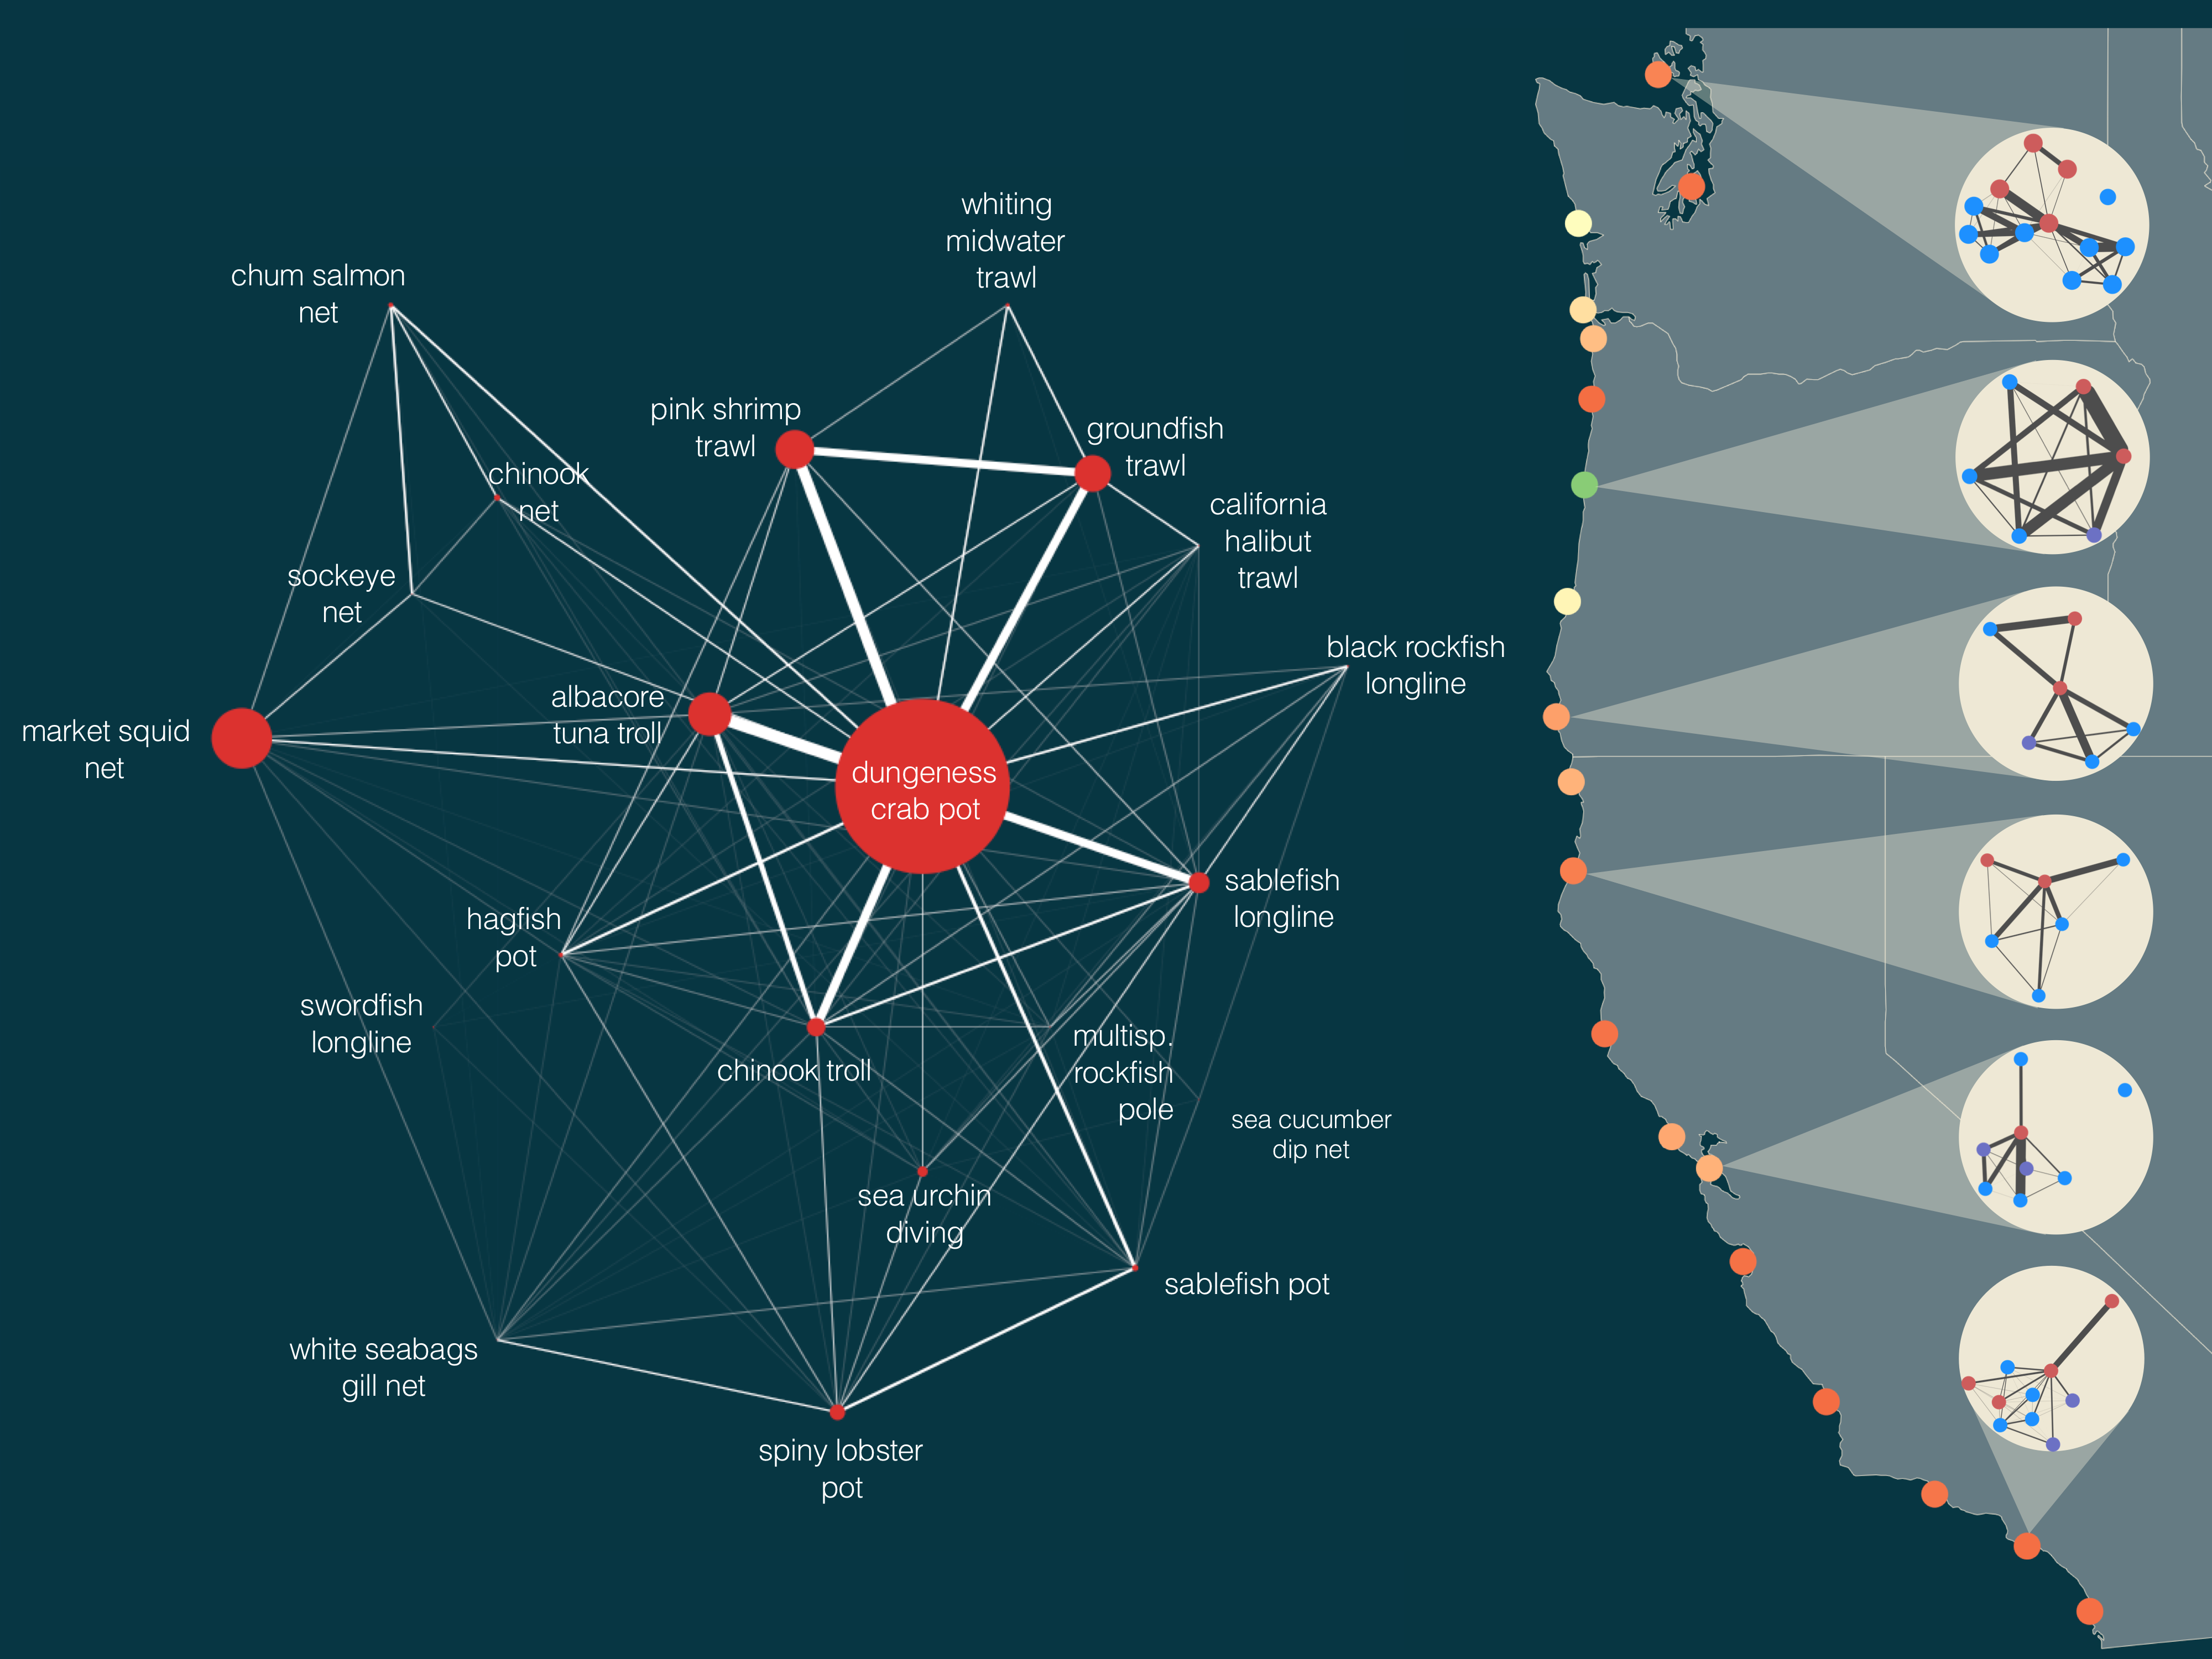 whiting
midwater
trawl
chum salmon
net
pink shrimp
trawl
groundfish
trawl
chinook
net
california
halibut
trawl
sockeye
net
black rockfish
longline
albacore
tuna troll
market squid
net
dungeness
crab pot
sablefish
longline
hagfish
pot
swordfish
longline
chinook troll
multisp.
rockfish
pole
sea cucumber
dip net
sea urchin
diving
sablefish pot
white seabags
gill net
spiny lobster
pot